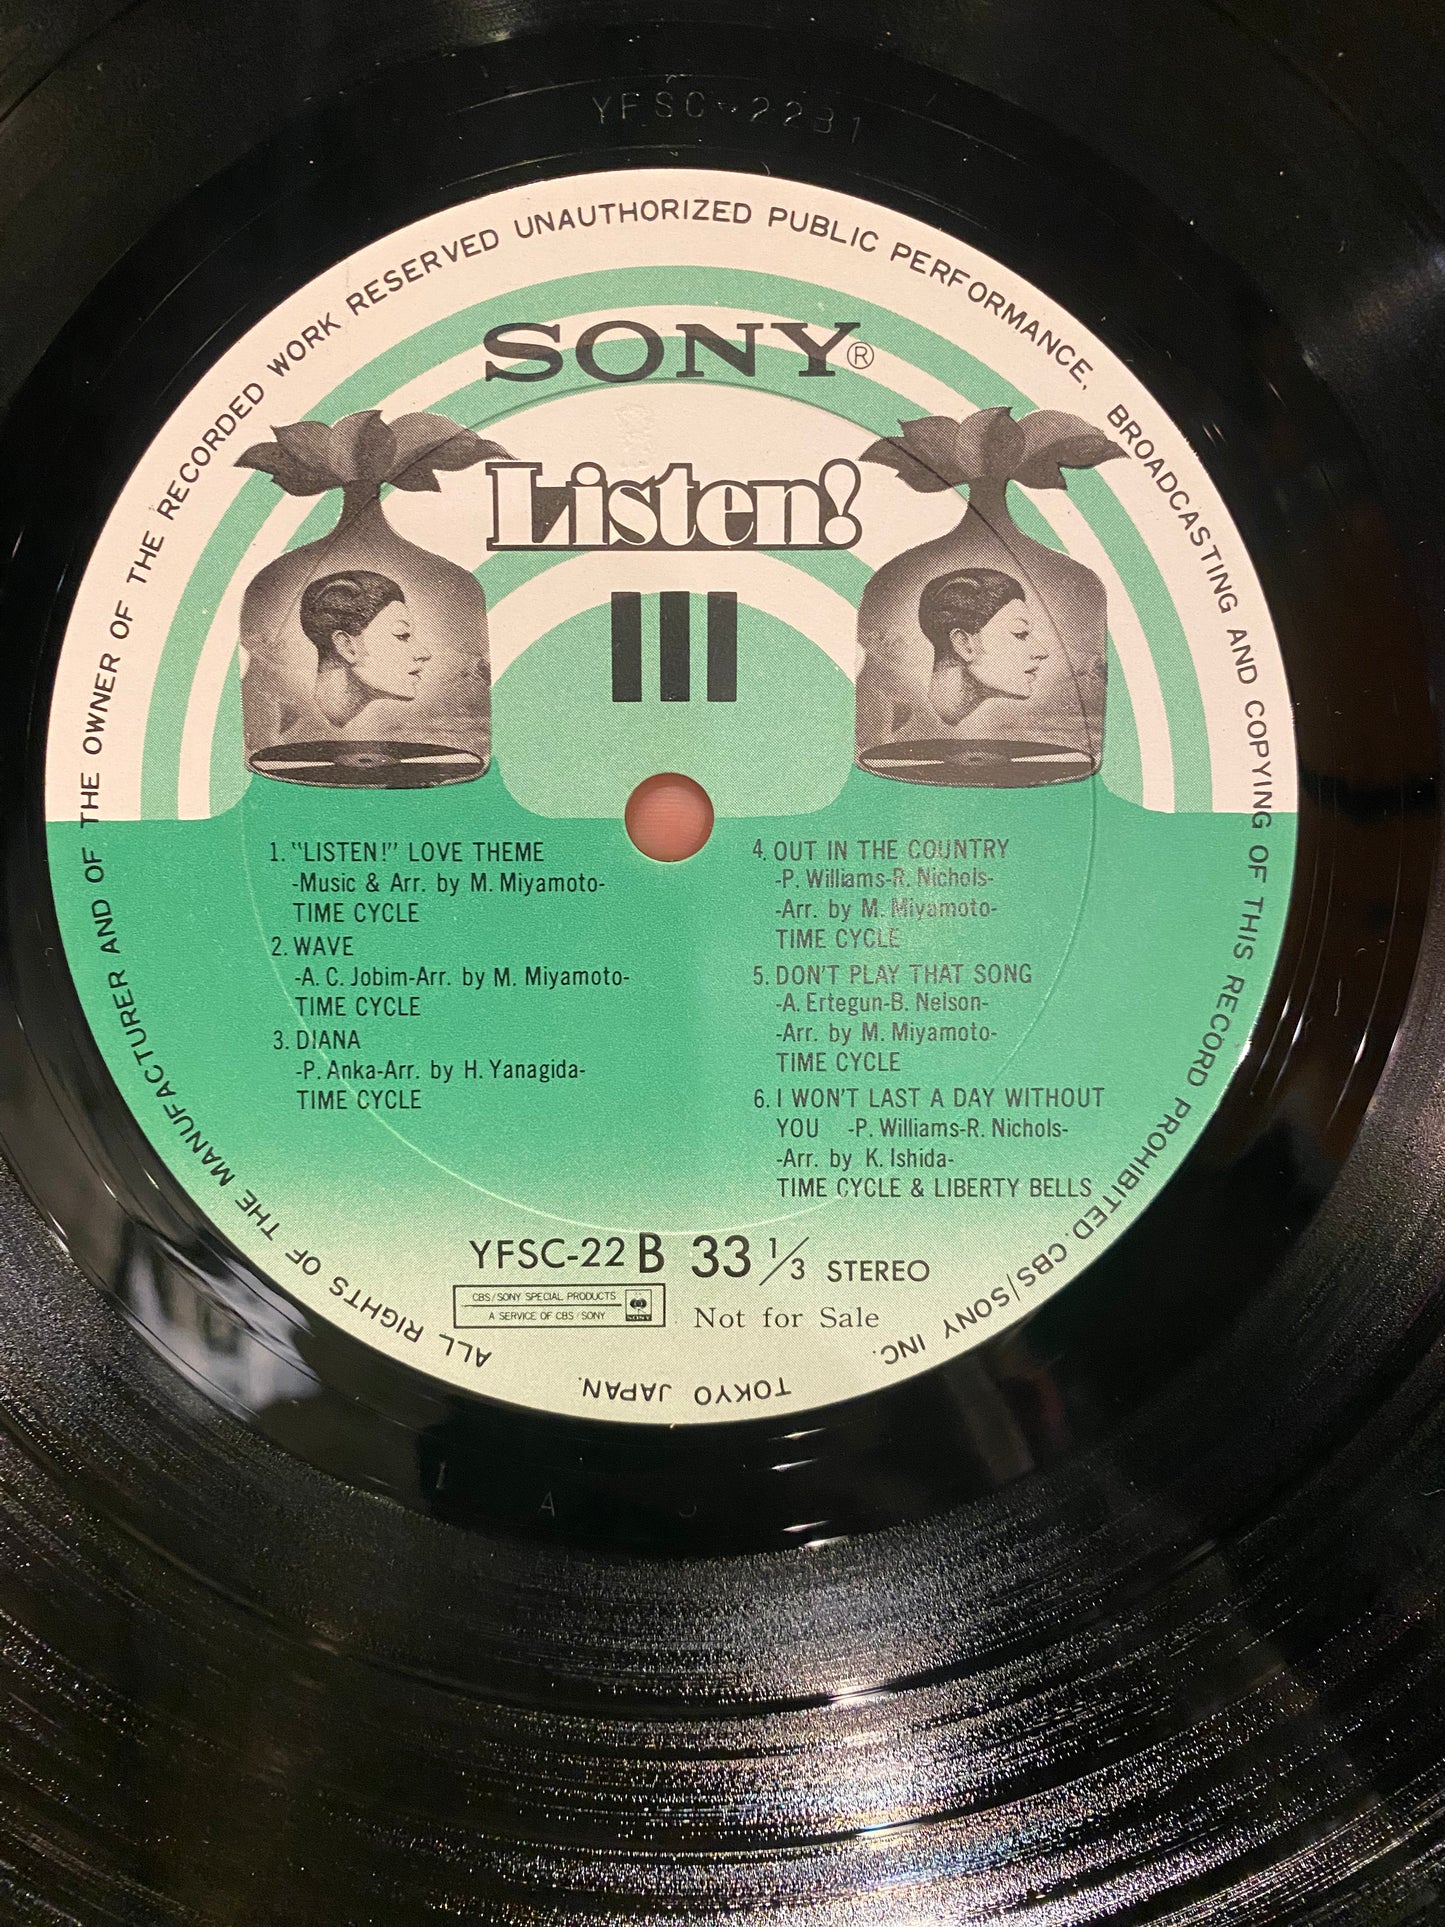 YFSC-22B1
ALL RIGHTS OF THE MANUFACTURER AND OF THE OWNER OF THE RECORDED WORK RESERVED UNAUTHORIZED PUBLIC PERFORMANCE, BROADCASTING AND COPYING OF THIS RECORD PROHIBITED. CBS/SONY INC.
TOKYO JAPAN.
SONY®
Listen!
III
1. "LISTEN!" LOVE THEME
-Music & Arr. by M. Miyamoto-
TIME CYCLE
2. WAVE
-A. C. Jobim-Arr. by M. Miyamoto-
TIME CYCLE
3. DIANA
-P. Anka-Arr. by H. Yanagida-
TIME CYCLE
4. OUT IN THE COUNTRY
-P. Williams-R. Nichols-
-Arr. by M. Miyamoto-
TIME CYCLE
5. DON'T PLAY THAT SONG
-A. Ertegun-B. Nelson-
-Arr. by M. Miyamoto-
TIME CYCLE
6. I WON'T LAST A DAY WITHOUT
YOU -P. Williams-R. Nichols-
-Arr. by K. Ishida-
TIME CYCLE & LIBERTY BELLS
YFSC-22 B 33 1/3 STEREO
CBS/SONY SPECIAL PRODUCTS
A SERVICE OF CBS/SONY
SONY
Not for Sale